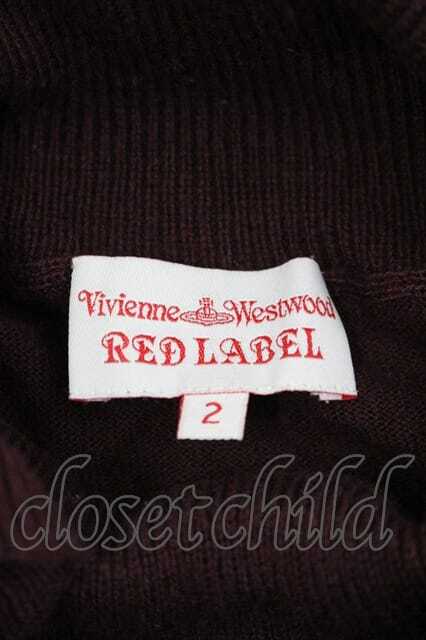 Vivienne Westwood
RED LABEL
2
closetchild